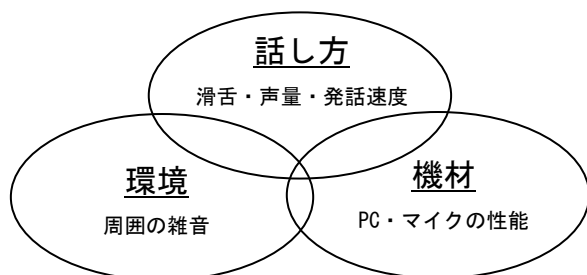 話し方
滑舌・声量・発話速度
環境
周囲の雑音
機材
PC・マイクの性能